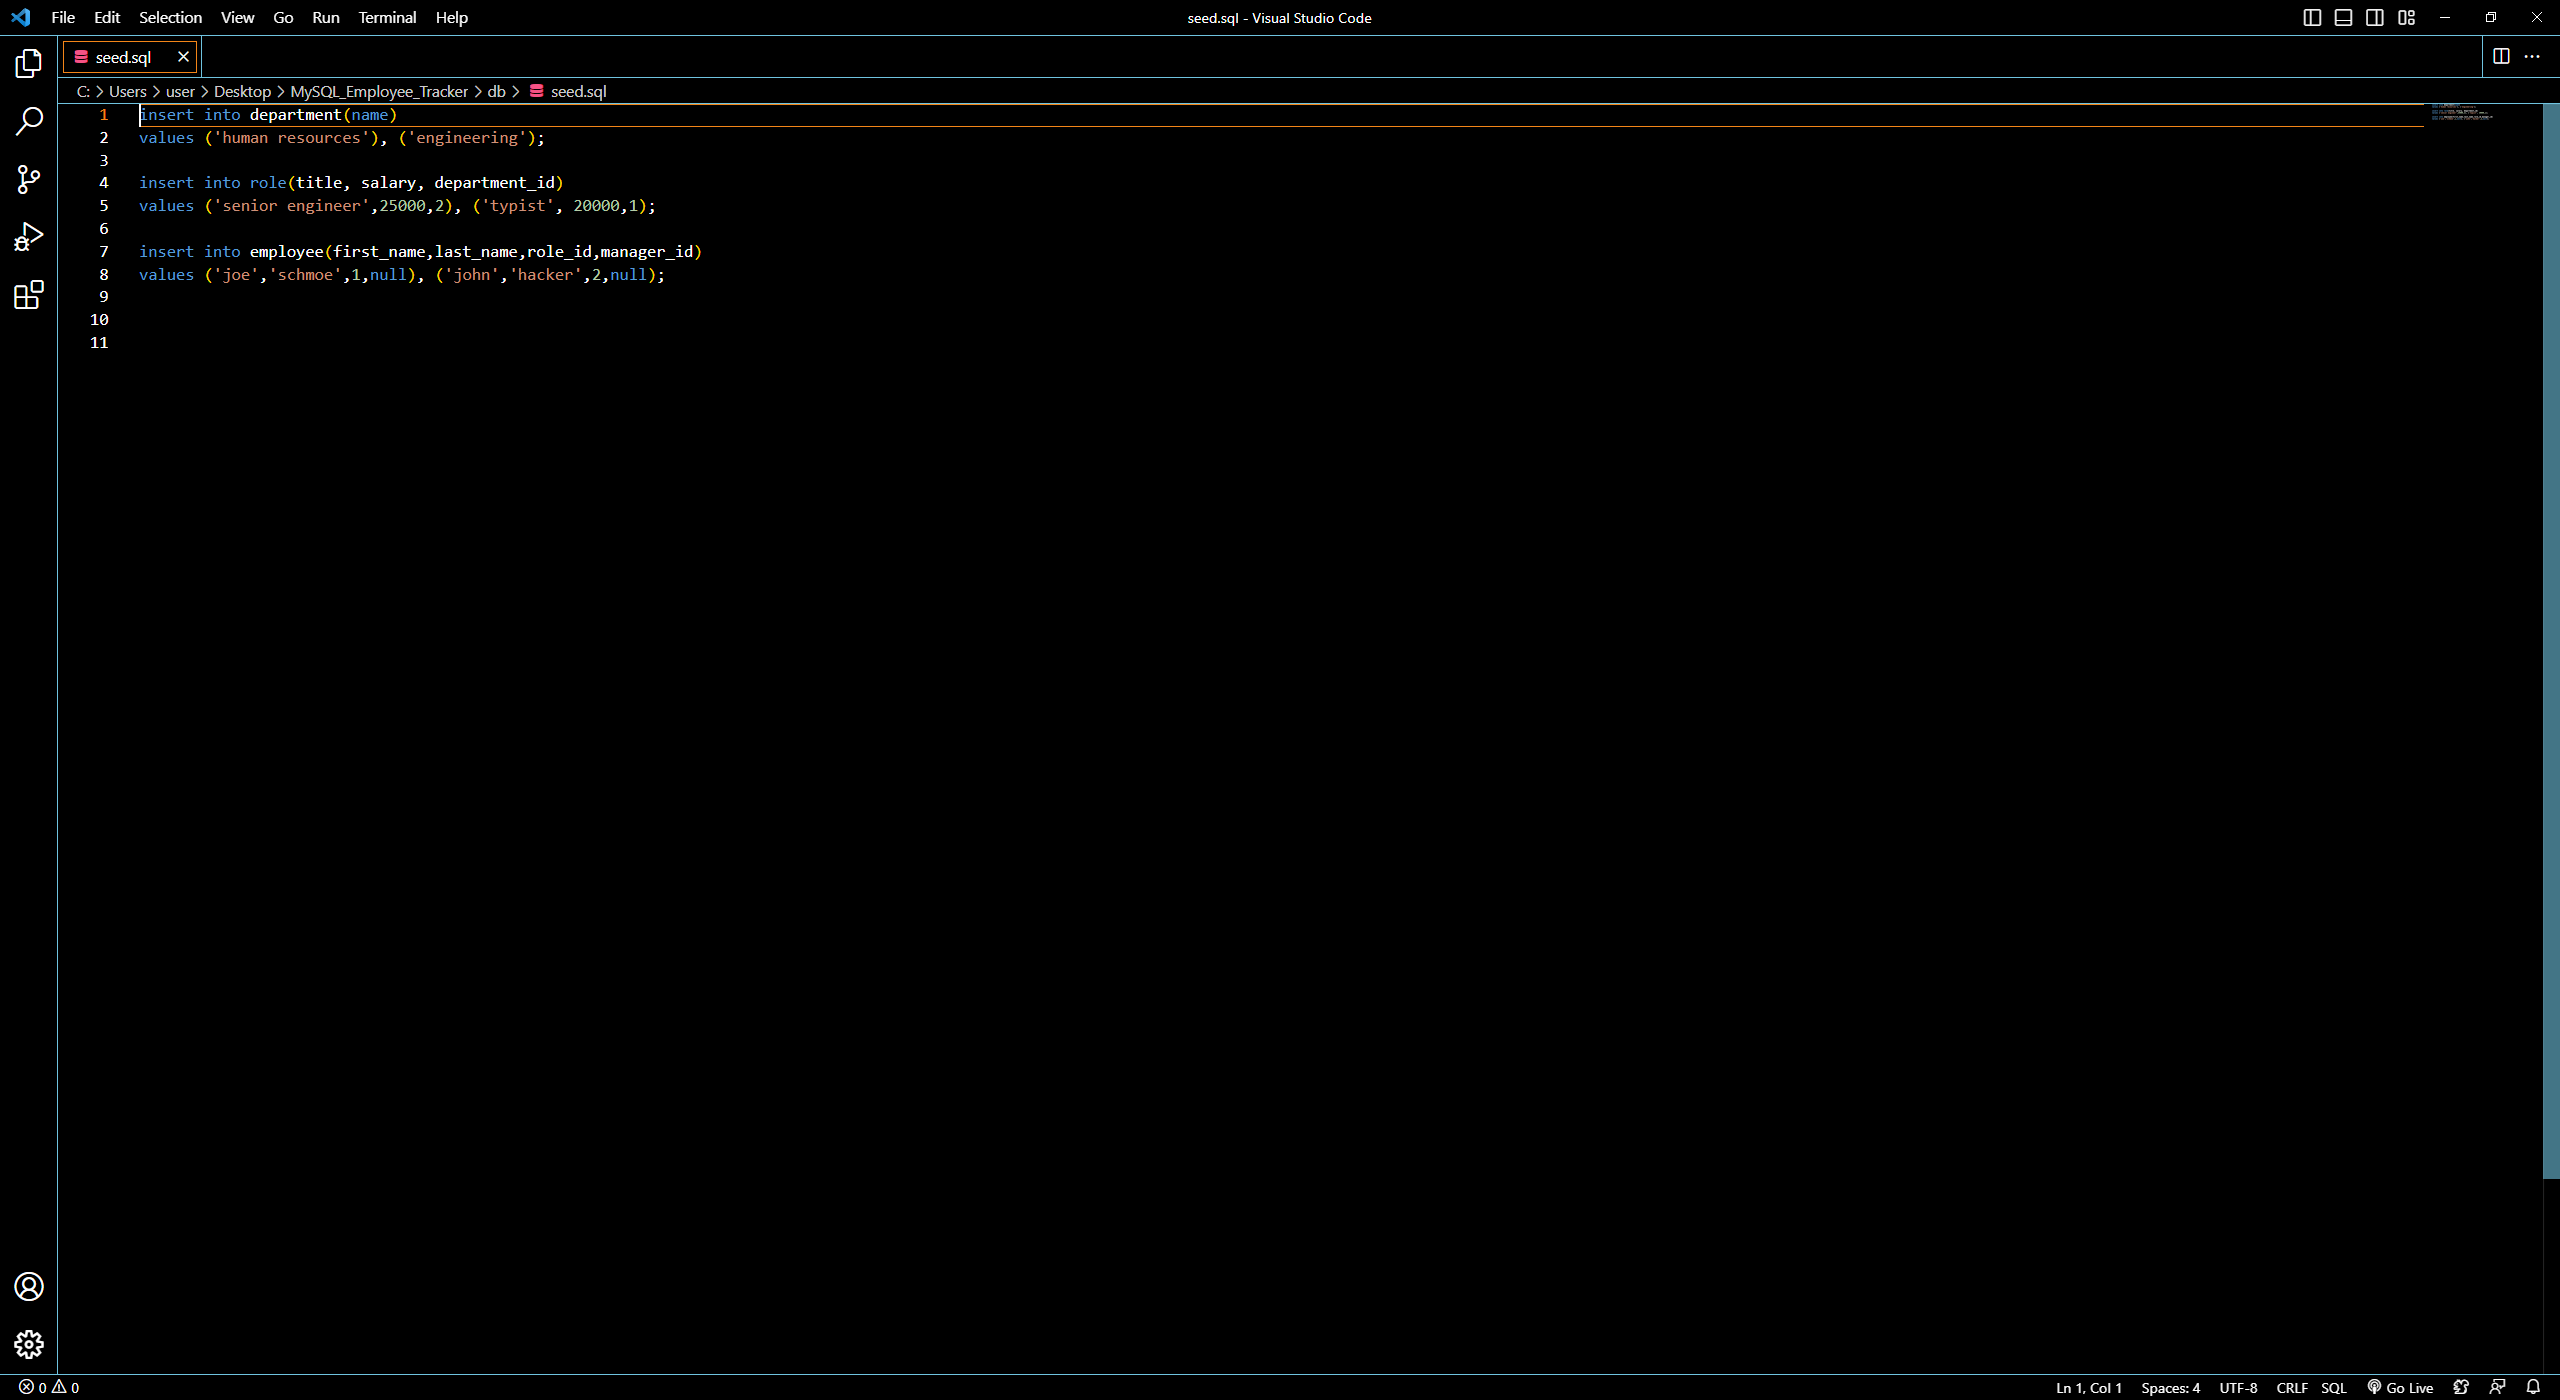 File Edit Selection View Go Run Terminal Help
seed.sql - Visual Studio Code
seed.sql
C: > Users > user > Desktop > MySQL_Employee_Tracker > db > seed.sql
1 insert into department(name)
2 values ('human resources'), ('engineering');
3
4 insert into role(title, salary, department_id)
5 values ('senior engineer',25000,2), ('typist', 20000,1);
6
7 insert into employee(first_name,last_name,role_id,manager_id)
8 values ('joe','schmoe',1,null), ('john','hacker',2,null);
9
10
11
0 0 Ln 1, Col 1 Spaces: 4 UTF-8 CRLF SQL Go Live